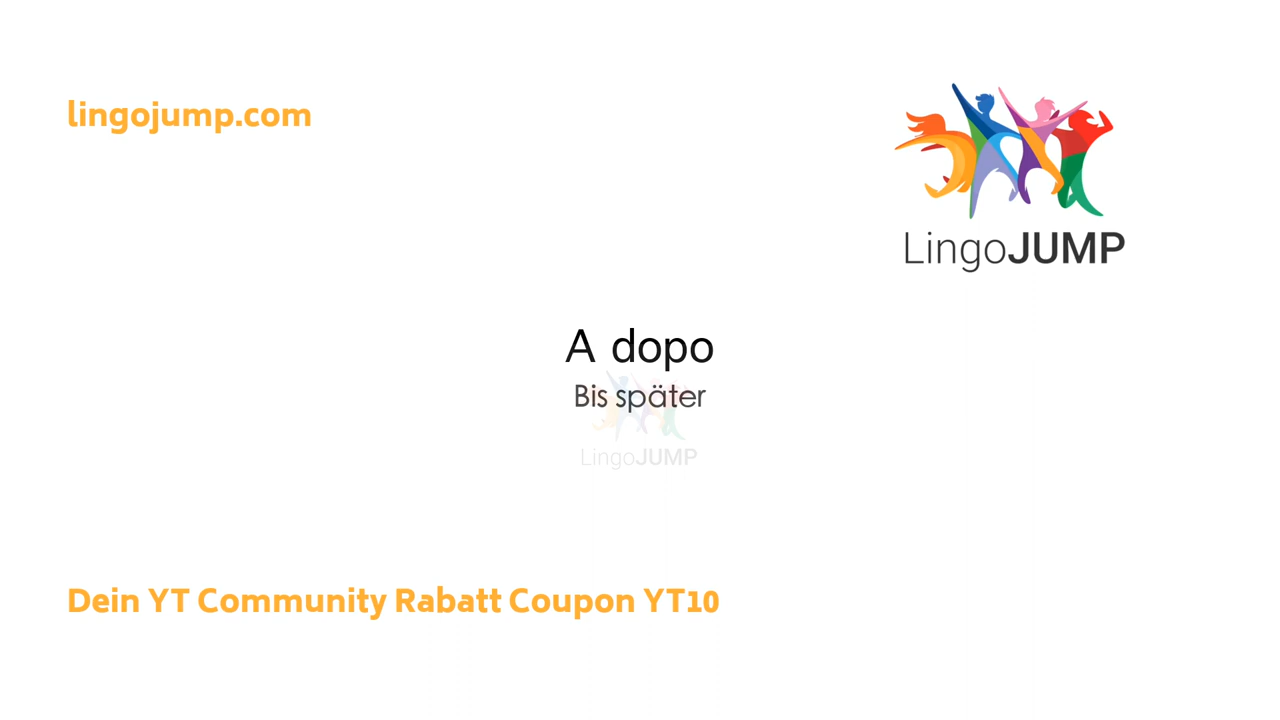 lingojump.com
LingoJUMP
A dopo
Bis später
LingoJUMP
Dein YT Community Rabatt Coupon YT10